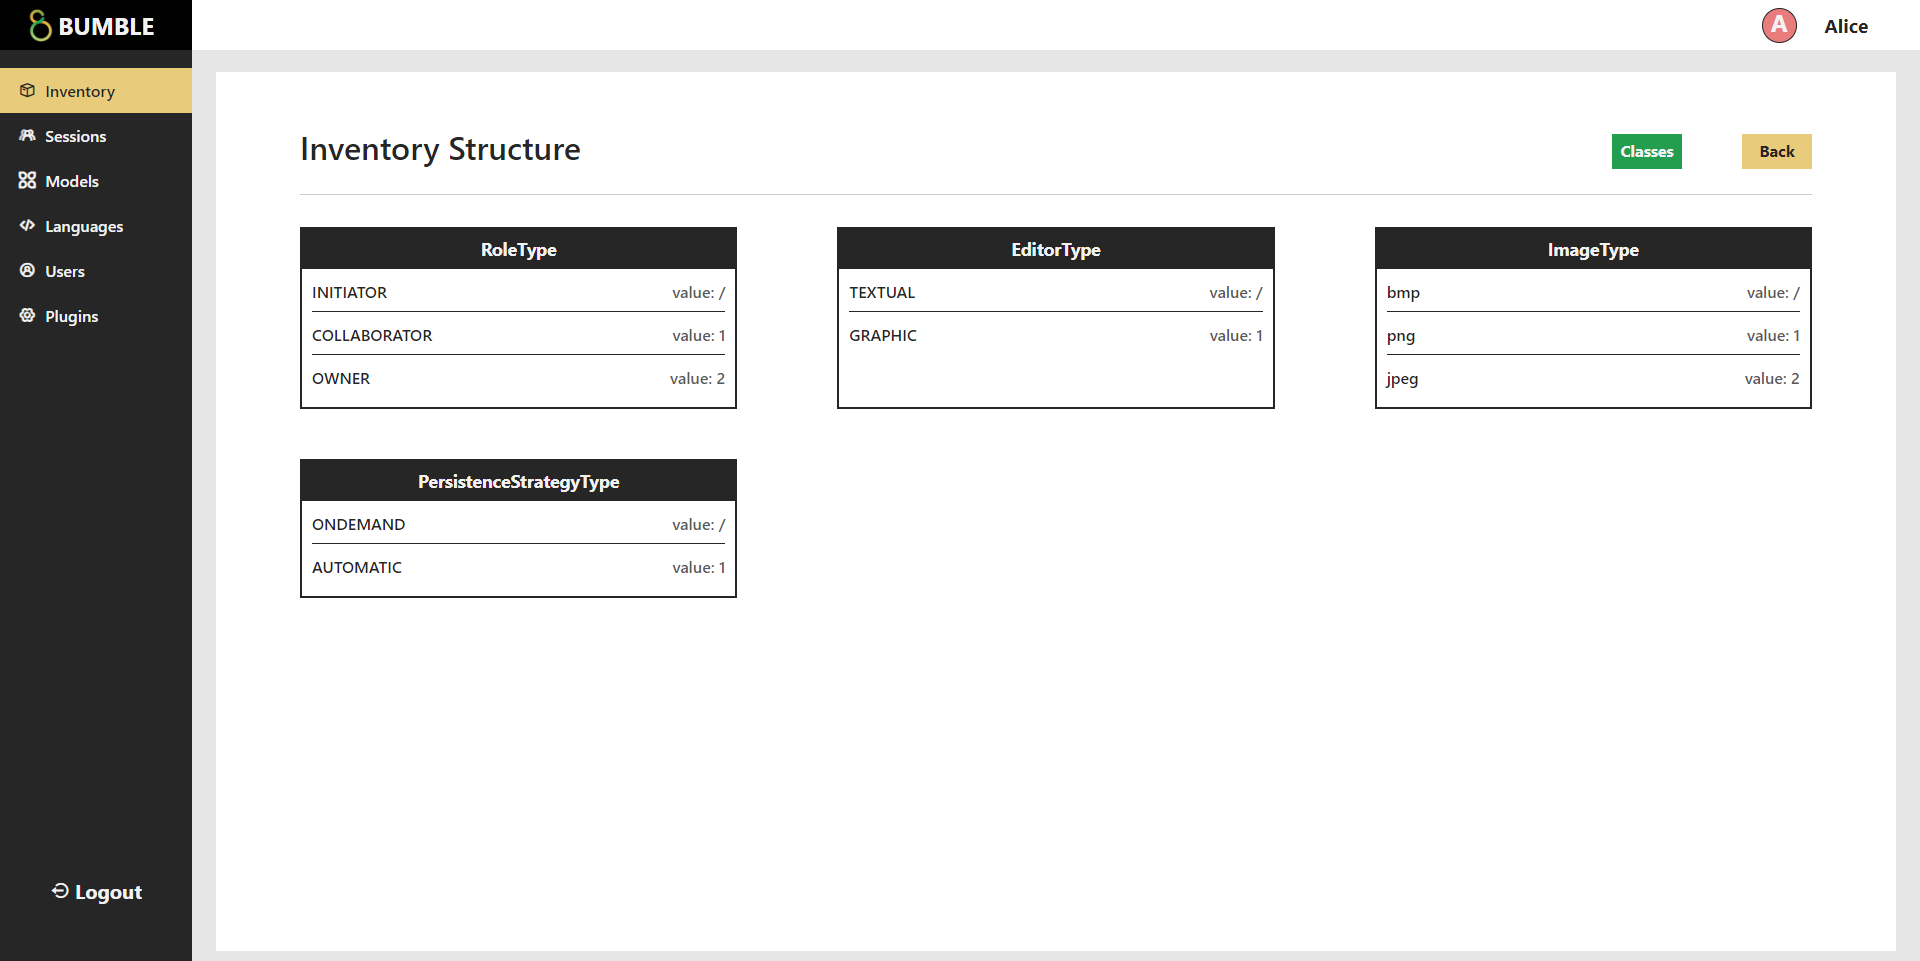 BUMBLE
A Alice
Inventory
Sessions
Models
Languages
Users
Plugins
Logout
Inventory Structure
Classes
Back
RoleType
INITIATOR value: /
COLLABORATOR value: 1
OWNER value: 2
EditorType
TEXTUAL value: /
GRAPHIC value: 1
ImageType
bmp value: /
png value: 1
jpeg value: 2
PersistenceStrategyType
ONDEMAND value: /
AUTOMATIC value: 1